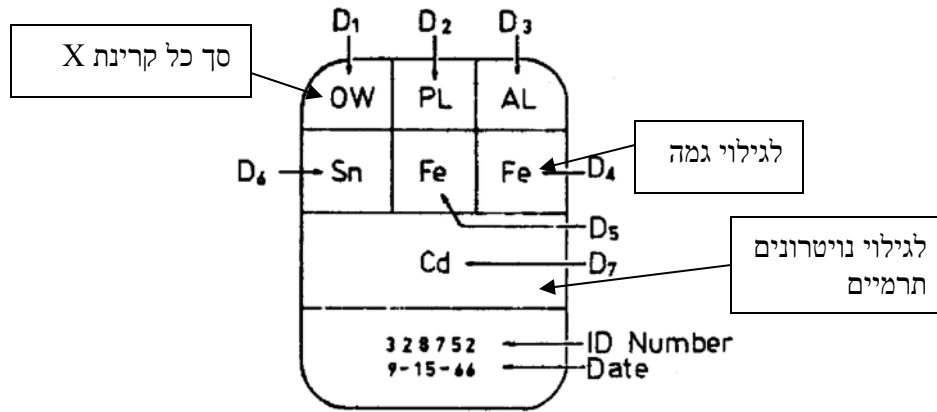 D₁ D₂ D₃
סך כל קרינת X
OW PL AL
לגילוי גמה
D₆ Sn Fe Fe D₄
D₅
לגילוי נויטרונים
תרמיים
Cd D₇
328752 ID Number
9-15-66 Date